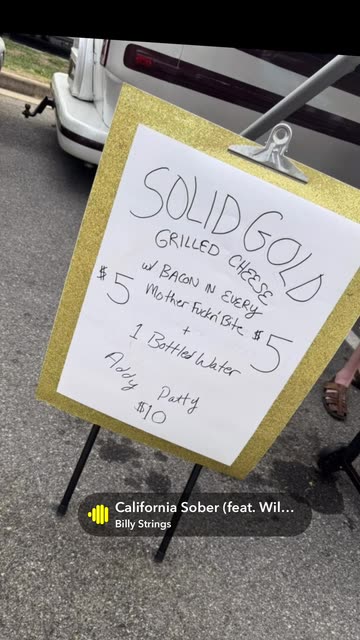 SOLID GOLD
GRILLED CHEESE
w/ BACON IN EVERY
Mother Fuckn' Bite
$5 $5
+
1 Bottled Water
Addy Patty
$10
California Sober (feat. Wil...
Billy Strings